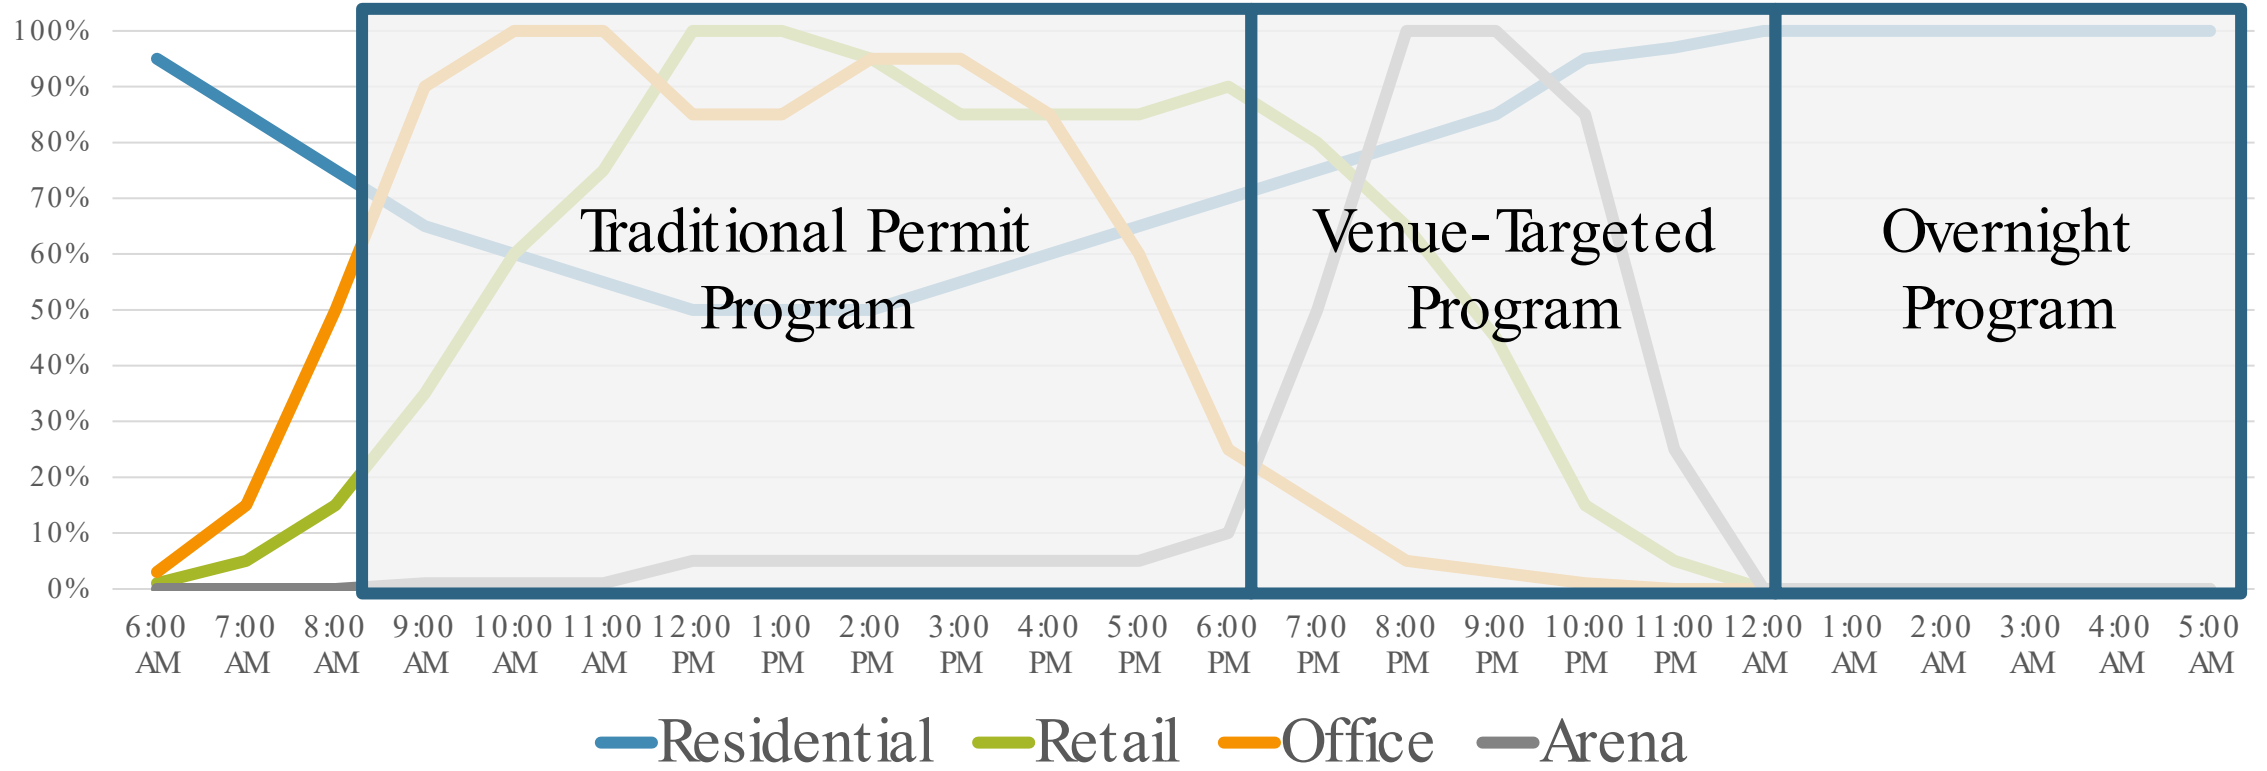 100%
90%
80%
70%
60%
50%
40%
30%
20%
10%
0%
Traditional Permit
Program
Venue-Targeted
Program
Overnight
Program
6:00 7:00 8:00 9:00 10:00 11:00 12:00 1:00 2:00 3:00 4:00 5:00 6:00 7:00 8:00 9:00 10:00 11:00 12:00 1:00 2:00 3:00 4:00 5:00
AM AM AM AM AM AM PM PM PM PM PM PM PM PM PM PM PM PM AM AM AM AM AM AM
Residential Retail Office Arena